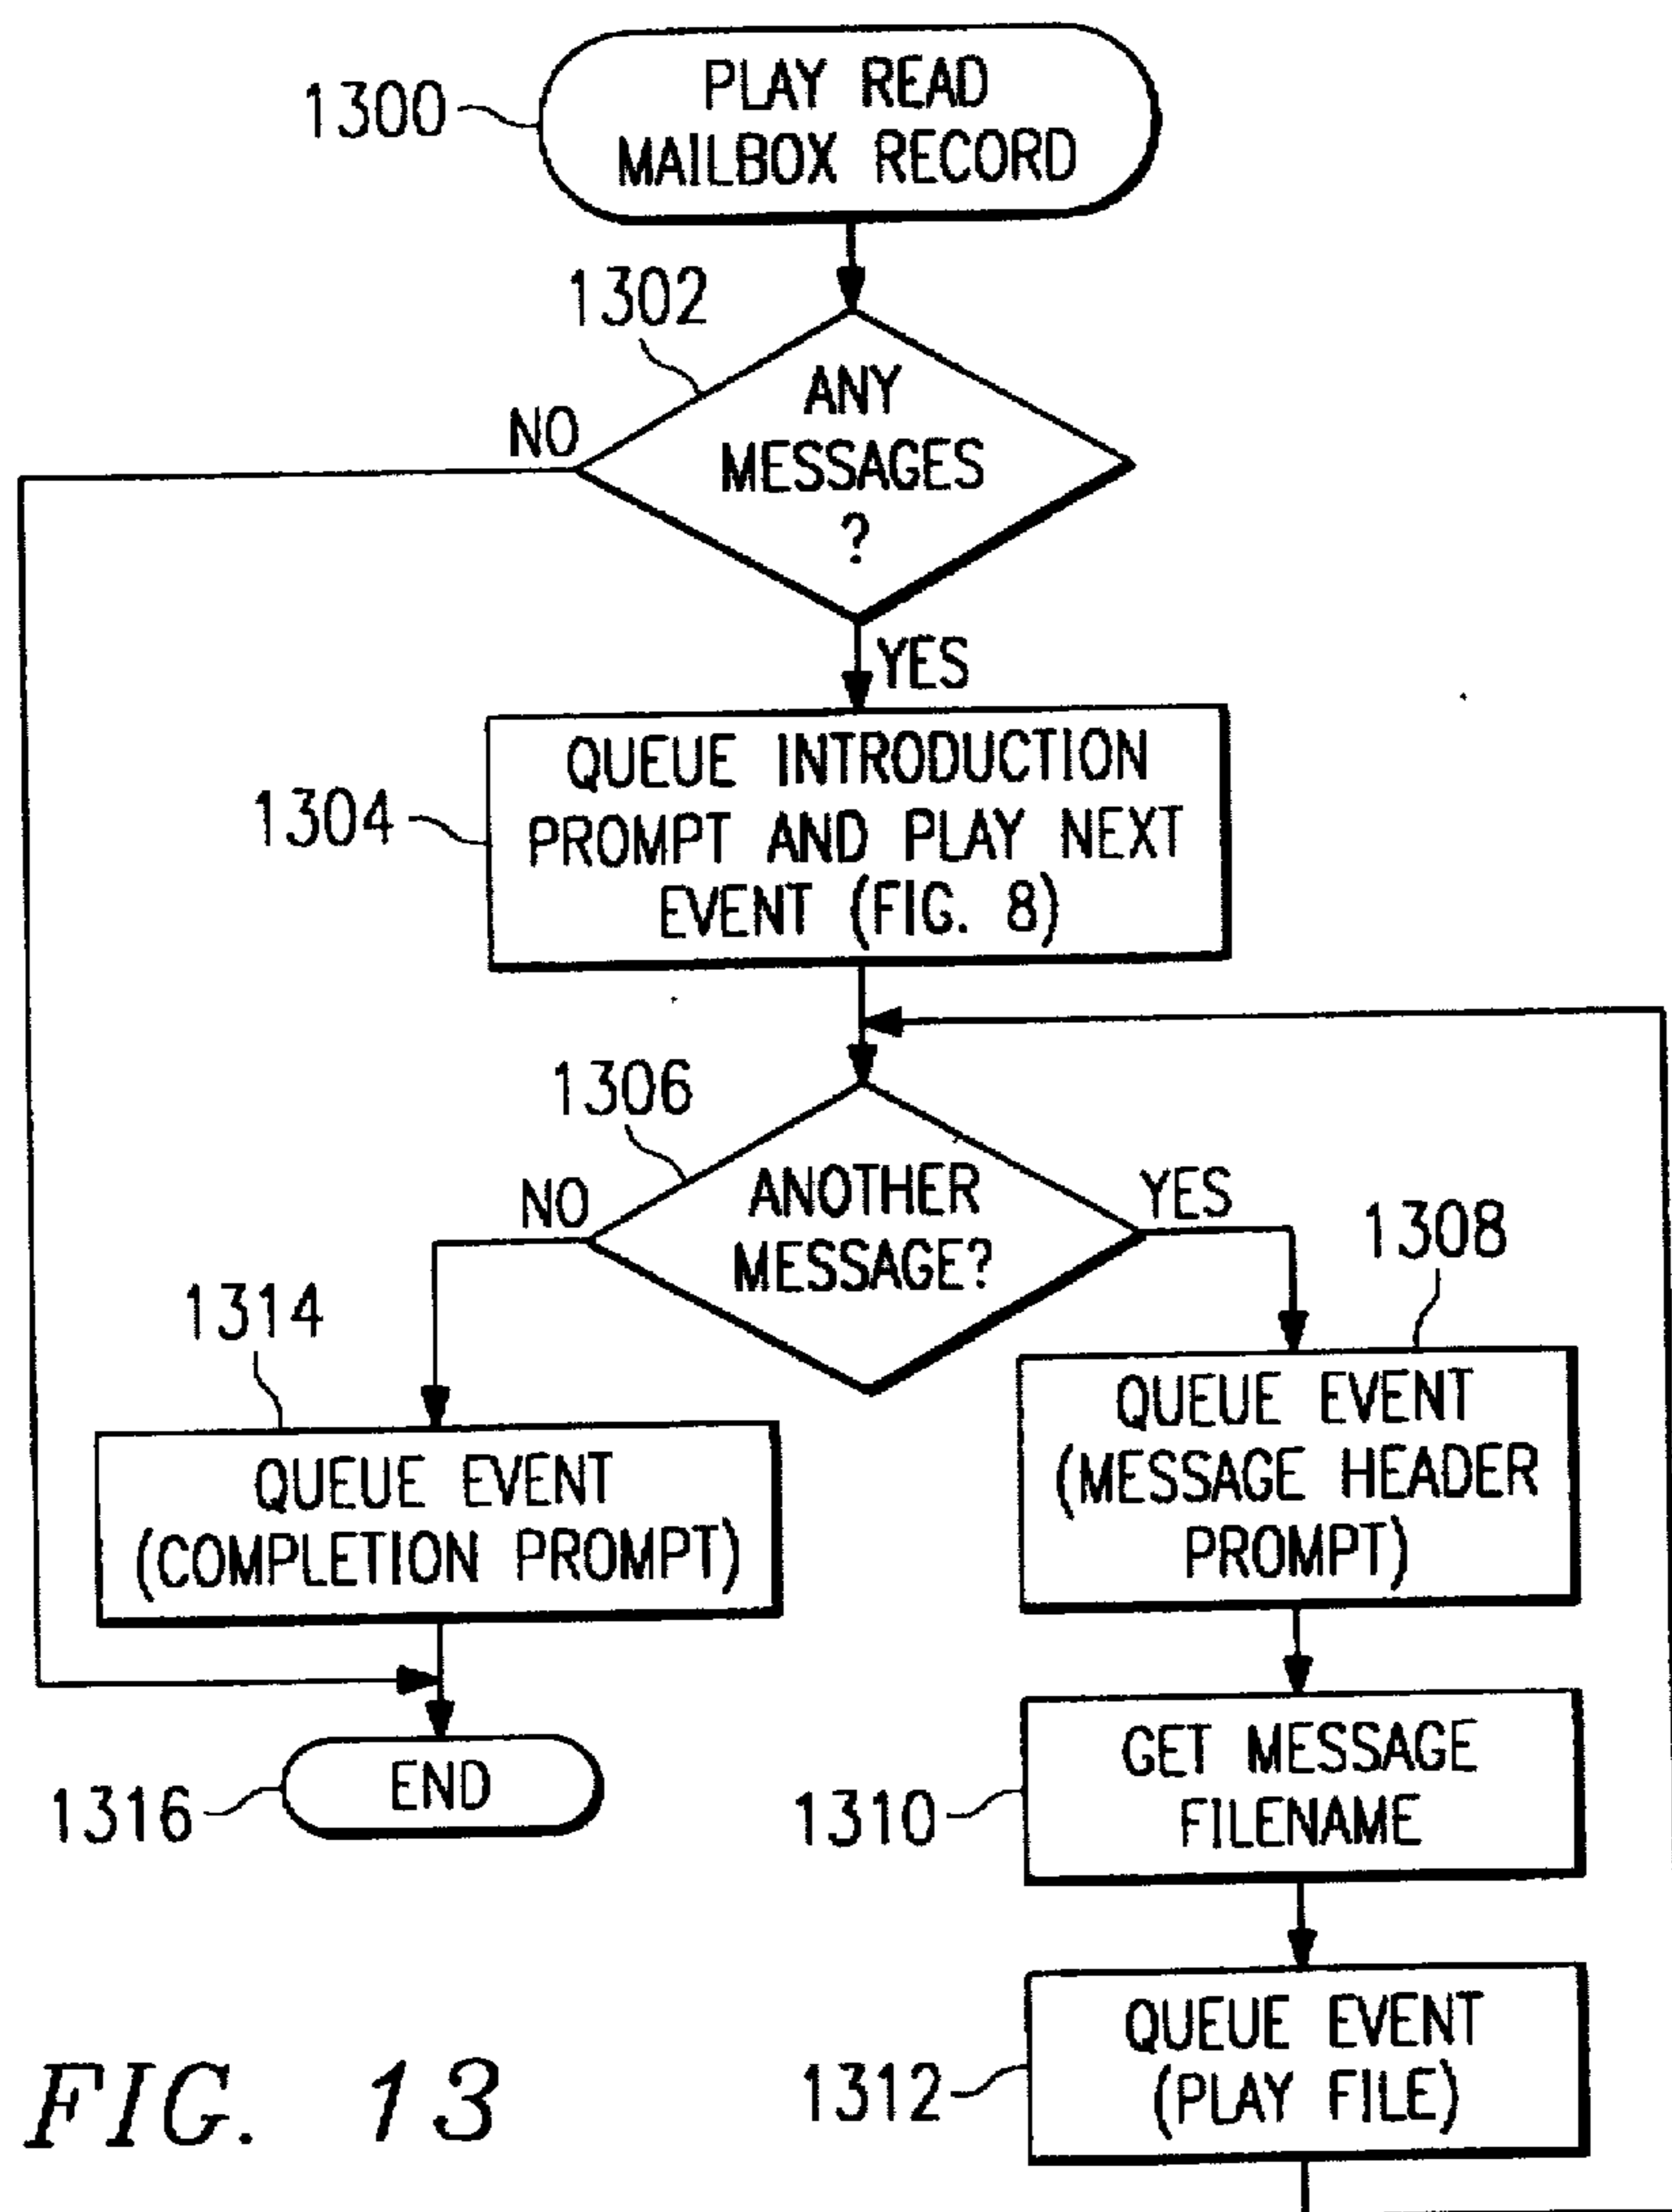 1300
PLAY READ
MAILBOX RECORD
1302
ANY
MESSAGES
?
NO
YES
1304
QUEUE INTRODUCTION
PROMPT AND PLAY NEXT
EVENT (FIG. 8)
1306
ANOTHER
MESSAGE?
NO
YES
1308
QUEUE EVENT
(MESSAGE HEADER
PROMPT)
1314
QUEUE EVENT
(COMPLETION PROMPT)
1316
END
1310
GET MESSAGE
FILENAME
1312
QUEUE EVENT
(PLAY FILE)
FIG. 13